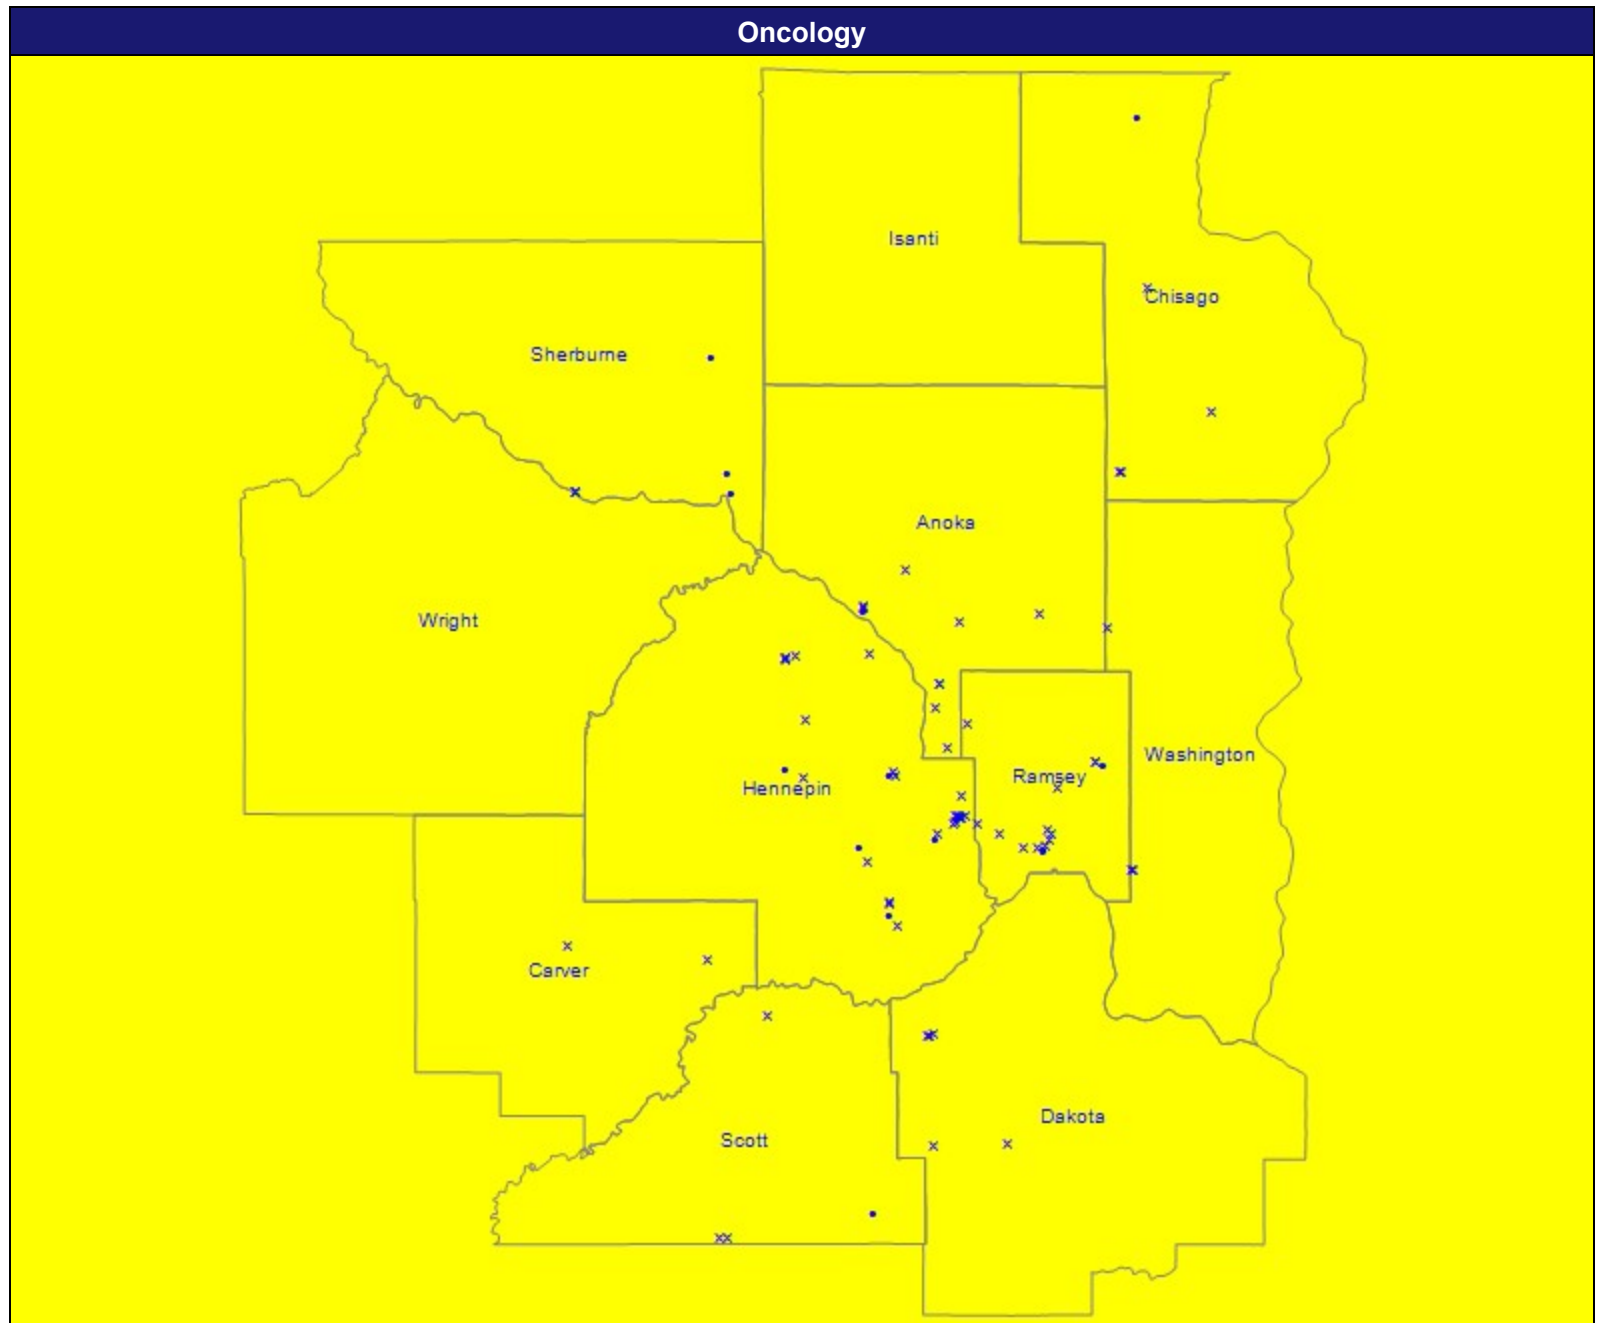 Oncology
Isanti
Chisago
Sherburne
Anoka
Wright
Washington
Ramsey
Hennepin
Carver
Dakota
Scott